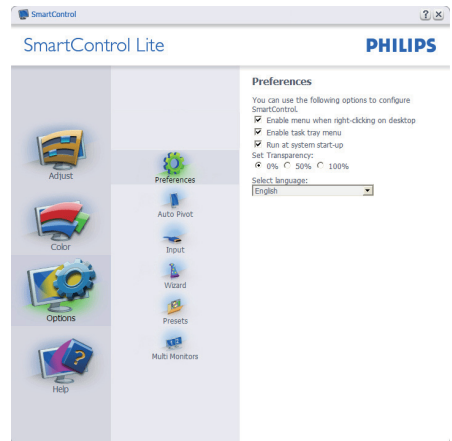 SmartControl
SmartControl Lite
PHILIPS
Adjust
Color
Options
Help
Preferences
Auto Pivot
Input
Wizard
Presets
Multi Monitors
Preferences
You can use the following options to configure
SmartControl.
Enable menu when right-clicking on desktop
Enable task tray menu
Run at system start-up
Set Transparency:
0% 50% 100%
Select language:
English